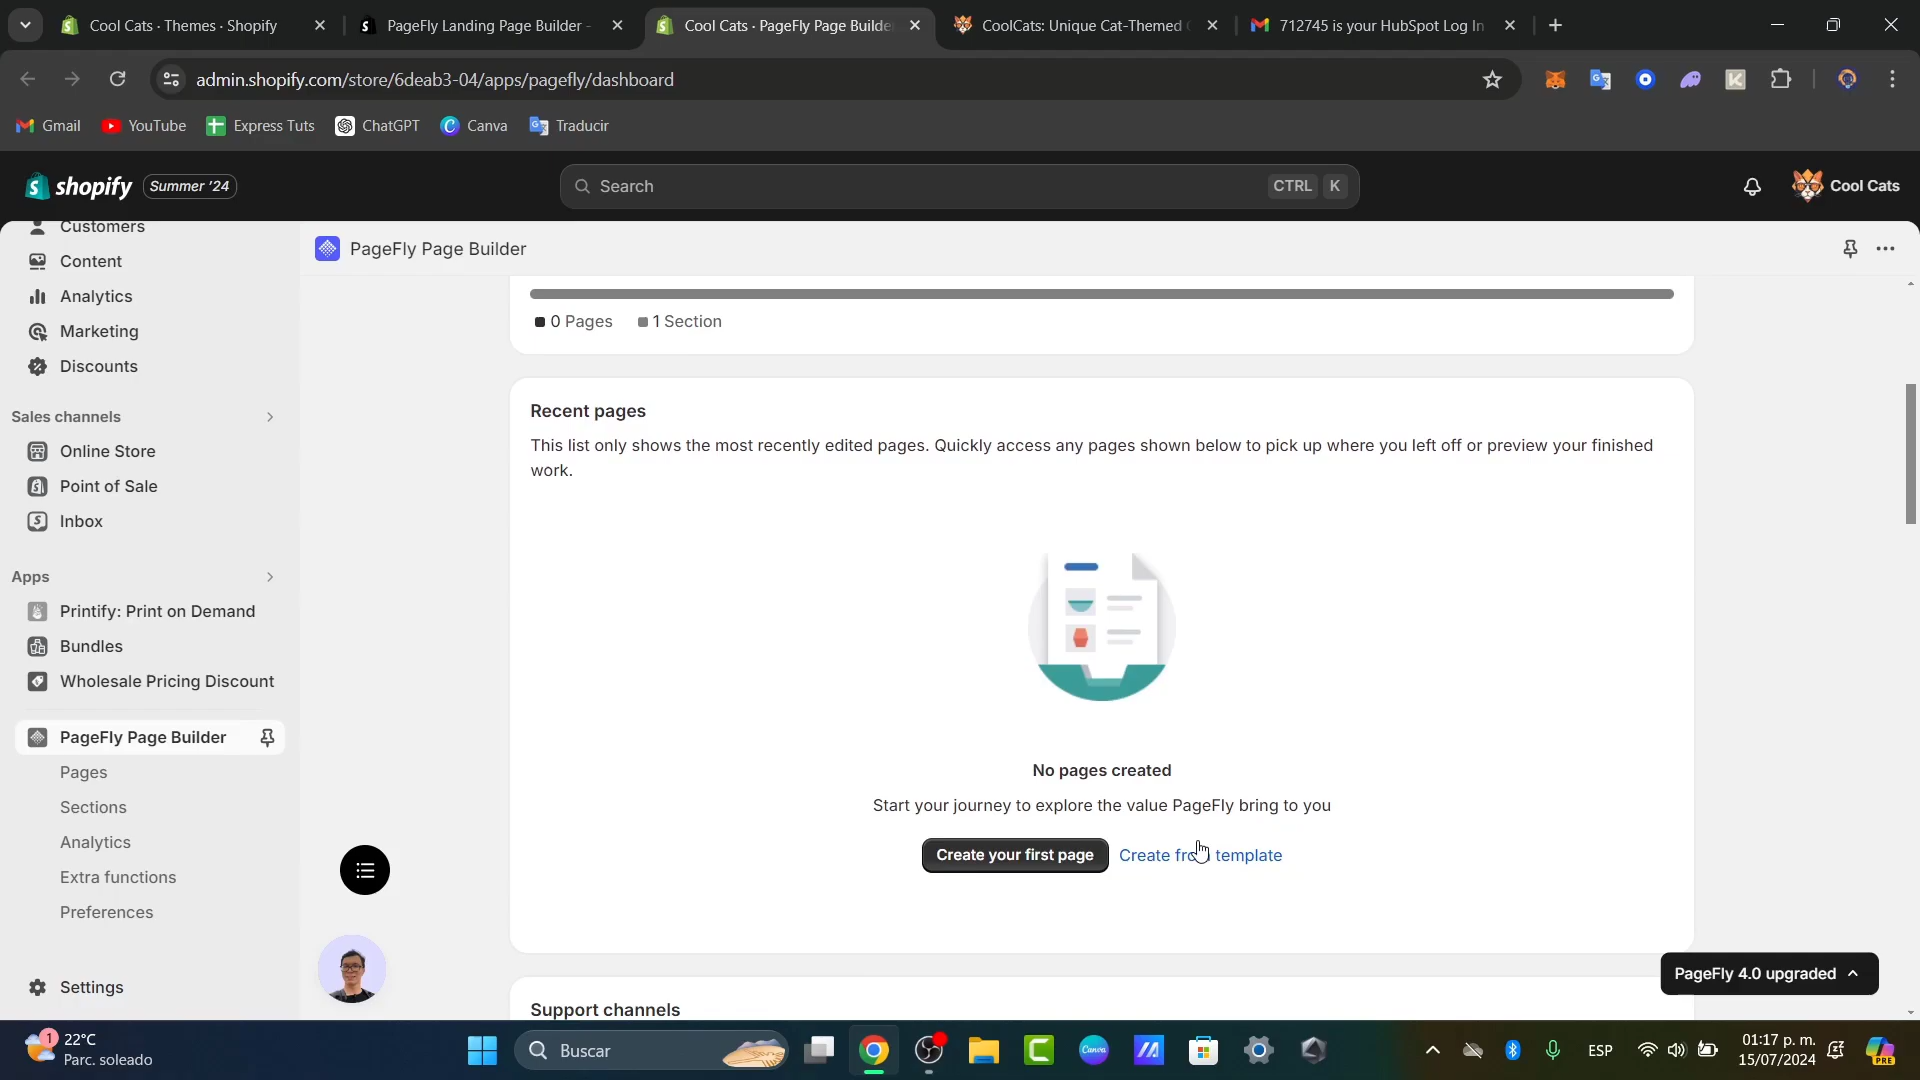 Cool Cats · Themes · Shopify
PageFly Landing Page Builder -
Cool Cats · PageFly Page Builde
CoolCats: Unique Cat-Themed
712745 is your HubSpot Log In
admin.shopify.com/store/6deab3-04/apps/pagefly/dashboard
Gmail
YouTube
Express Tuts
ChatGPT
Canva
Traducir
shopify
Summer '24
Search
CTRL
K
Cool Cats
Customers
Content
Analytics
Marketing
Discounts
Sales channels
Online Store
Point of Sale
Inbox
Apps
Printify: Print on Demand
Bundles
Wholesale Pricing Discount
PageFly Page Builder
Pages
Sections
Analytics
Extra functions
Preferences
Settings
PageFly Page Builder
0 Pages
1 Section
Recent pages
This list only shows the most recently edited pages. Quickly access any pages shown below to pick up where you left off or preview your finished
work.
No pages created
Start your journey to explore the value PageFly bring to you
Create your first page
Create from template
Support channels
PageFly 4.0 upgraded
1
22°C
Parc. soleado
Buscar
Canva
ESP
01:17 p. m.
15/07/2024
PRE